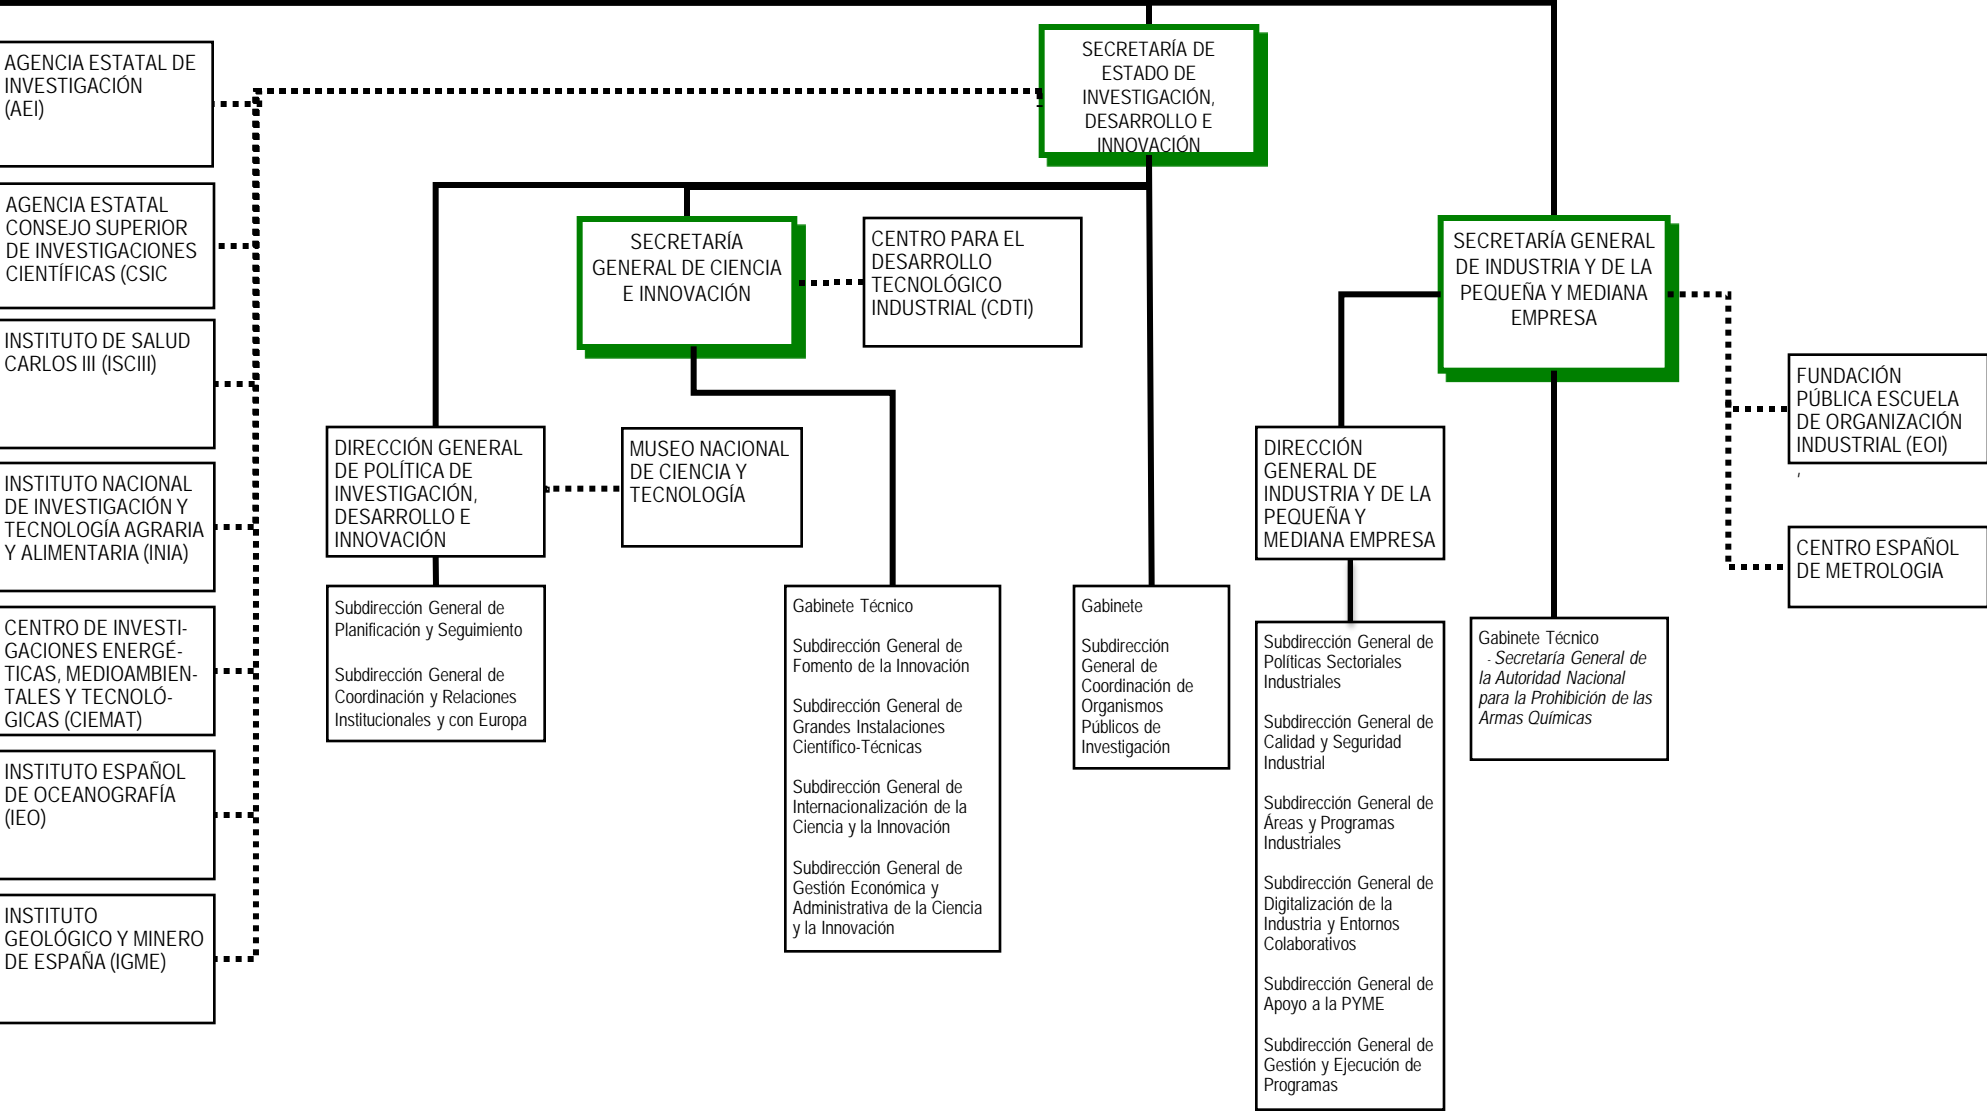 AGENCIA ESTATAL DE
INVESTIGACIÓN
(AEI)
AGENCIA ESTATAL
CONSEJO SUPERIOR
DE INVESTIGACIONES
CIENTÍFICAS (CSIC
INSTITUTO DE SALUD
CARLOS III (ISCIII)
INSTITUTO NACIONAL
DE INVESTIGACIÓN Y
TECNOLOGÍA AGRARIA
Y ALIMENTARIA (INIA)
CENTRO DE INVESTI-
GACIONES ENERGÉ-
TICAS, MEDIOAMBIEN-
TALES Y TECNOLÓ-
GICAS (CIEMAT)
INSTITUTO ESPAÑOL
DE OCEANOGRAFÍA
(IEO)
INSTITUTO
GEOLÓGICO Y MINERO
DE ESPAÑA (IGME)
SECRETARÍA DE
ESTADO DE
INVESTIGACIÓN,
DESARROLLO E
INNOVACIÓN
SECRETARÍA
GENERAL DE CIENCIA
E INNOVACIÓN
CENTRO PARA EL
DESARROLLO
TECNOLÓGICO
INDUSTRIAL (CDTI)
DIRECCIÓN GENERAL
DE POLÍTICA DE
INVESTIGACIÓN,
DESARROLLO E
INNOVACIÓN
MUSEO NACIONAL
DE CIENCIA Y
TECNOLOGÍA
Subdirección General de
Planificación y Seguimiento
Subdirección General de
Coordinación y Relaciones
Institucionales y con Europa
Gabinete Técnico
Subdirección General de
Fomento de la Innovación
Subdirección General de
Grandes Instalaciones
Científico-Técnicas
Subdirección General de
Internacionalización de la
Ciencia y la Innovación
Subdirección General de
Gestión Económica y
Administrativa de la Ciencia
y la Innovación
Gabinete
Subdirección
General de
Coordinación de
Organismos
Públicos de
Investigación
SECRETARÍA GENERAL
DE INDUSTRIA Y DE LA
PEQUEÑA Y MEDIANA
EMPRESA
DIRECCIÓN
GENERAL DE
INDUSTRIA Y DE LA
PEQUEÑA Y
MEDIANA EMPRESA
Subdirección General de
Políticas Sectoriales
Industriales
Subdirección General de
Calidad y Seguridad
Industrial
Subdirección General de
Áreas y Programas
Industriales
Subdirección General de
Digitalización de la
Industria y Entornos
Colaborativos
Subdirección General de
Apoyo a la PYME
Subdirección General de
Gestión y Ejecución de
Programas
Gabinete Técnico
- Secretaría General de
la Autoridad Nacional
para la Prohibición de las
Armas Químicas
FUNDACIÓN
PÚBLICA ESCUELA
DE ORGANIZACIÓN
INDUSTRIAL (EOI)
,
CENTRO ESPAÑOL
DE METROLOGIA